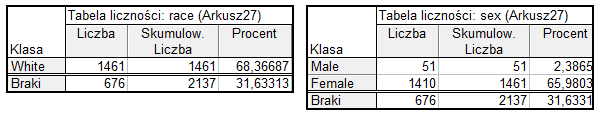 Tabela liczności: race (Arkusz27)
Klasa Liczba Skumulow. Liczba Procent
White 1461 1461 68,36687
Braki 676 2137 31,63313
Tabela liczności: sex (Arkusz27)
Klasa Liczba Skumulow. Liczba Procent
Male 51 51 2,3865
Female 1410 1461 65,9803
Braki 676 2137 31,6331